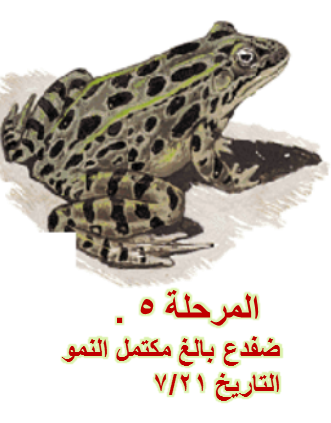 المرحلة ٥ .
ضفدع بالغ مكتمل النمو
التاريخ ٧/٢١